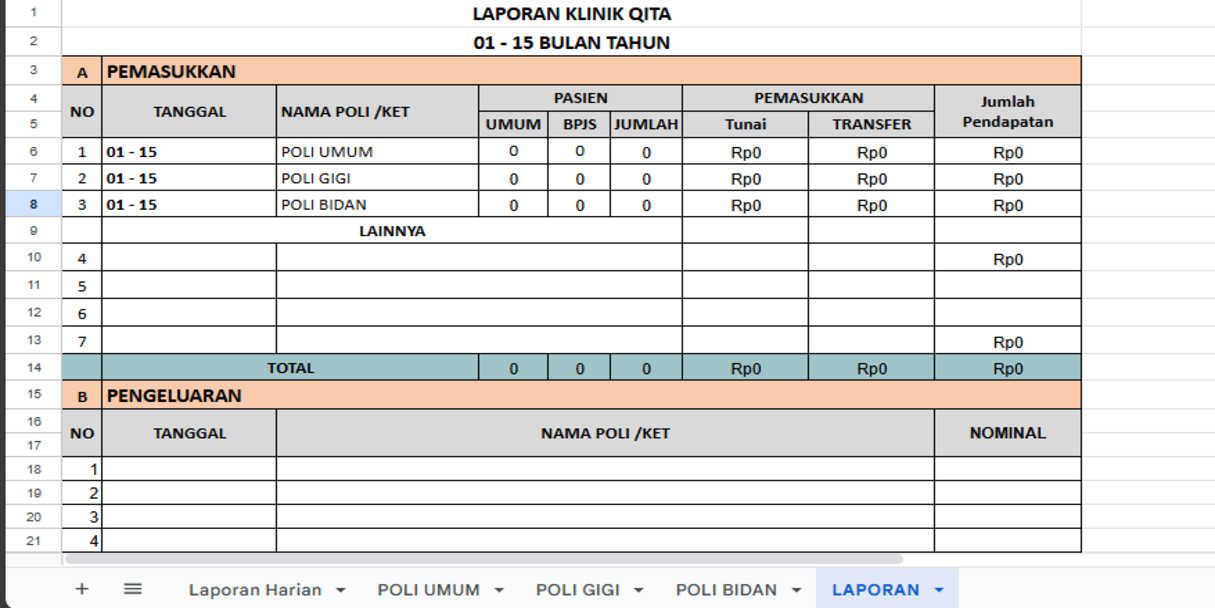 1 LAPORAN KLINIK QITA
2 01 - 15 BULAN TAHUN
3 A PEMASUKKAN
4 NO TANGGAL NAMA POLI /KET PASIEN PEMASUKKAN Jumlah Pendapatan
5 UMUM BPJS JUMLAH Tunai TRANSFER
6 1 01 - 15 POLI UMUM 0 0 0 Rp0 Rp0 Rp0
7 2 01 - 15 POLI GIGI 0 0 0 Rp0 Rp0 Rp0
8 3 01 - 15 POLI BIDAN 0 0 0 Rp0 Rp0 Rp0
9 LAINNYA
10 4 Rp0
11 5
12 6
13 7 Rp0
14 TOTAL 0 0 0 Rp0 Rp0 Rp0
15 B PENGELUARAN
16 NO TANGGAL NAMA POLI /KET NOMINAL
17
18 1
19 2
20 3
21 4
Laporan Harian POLI UMUM POLI GIGI POLI BIDAN LAPORAN